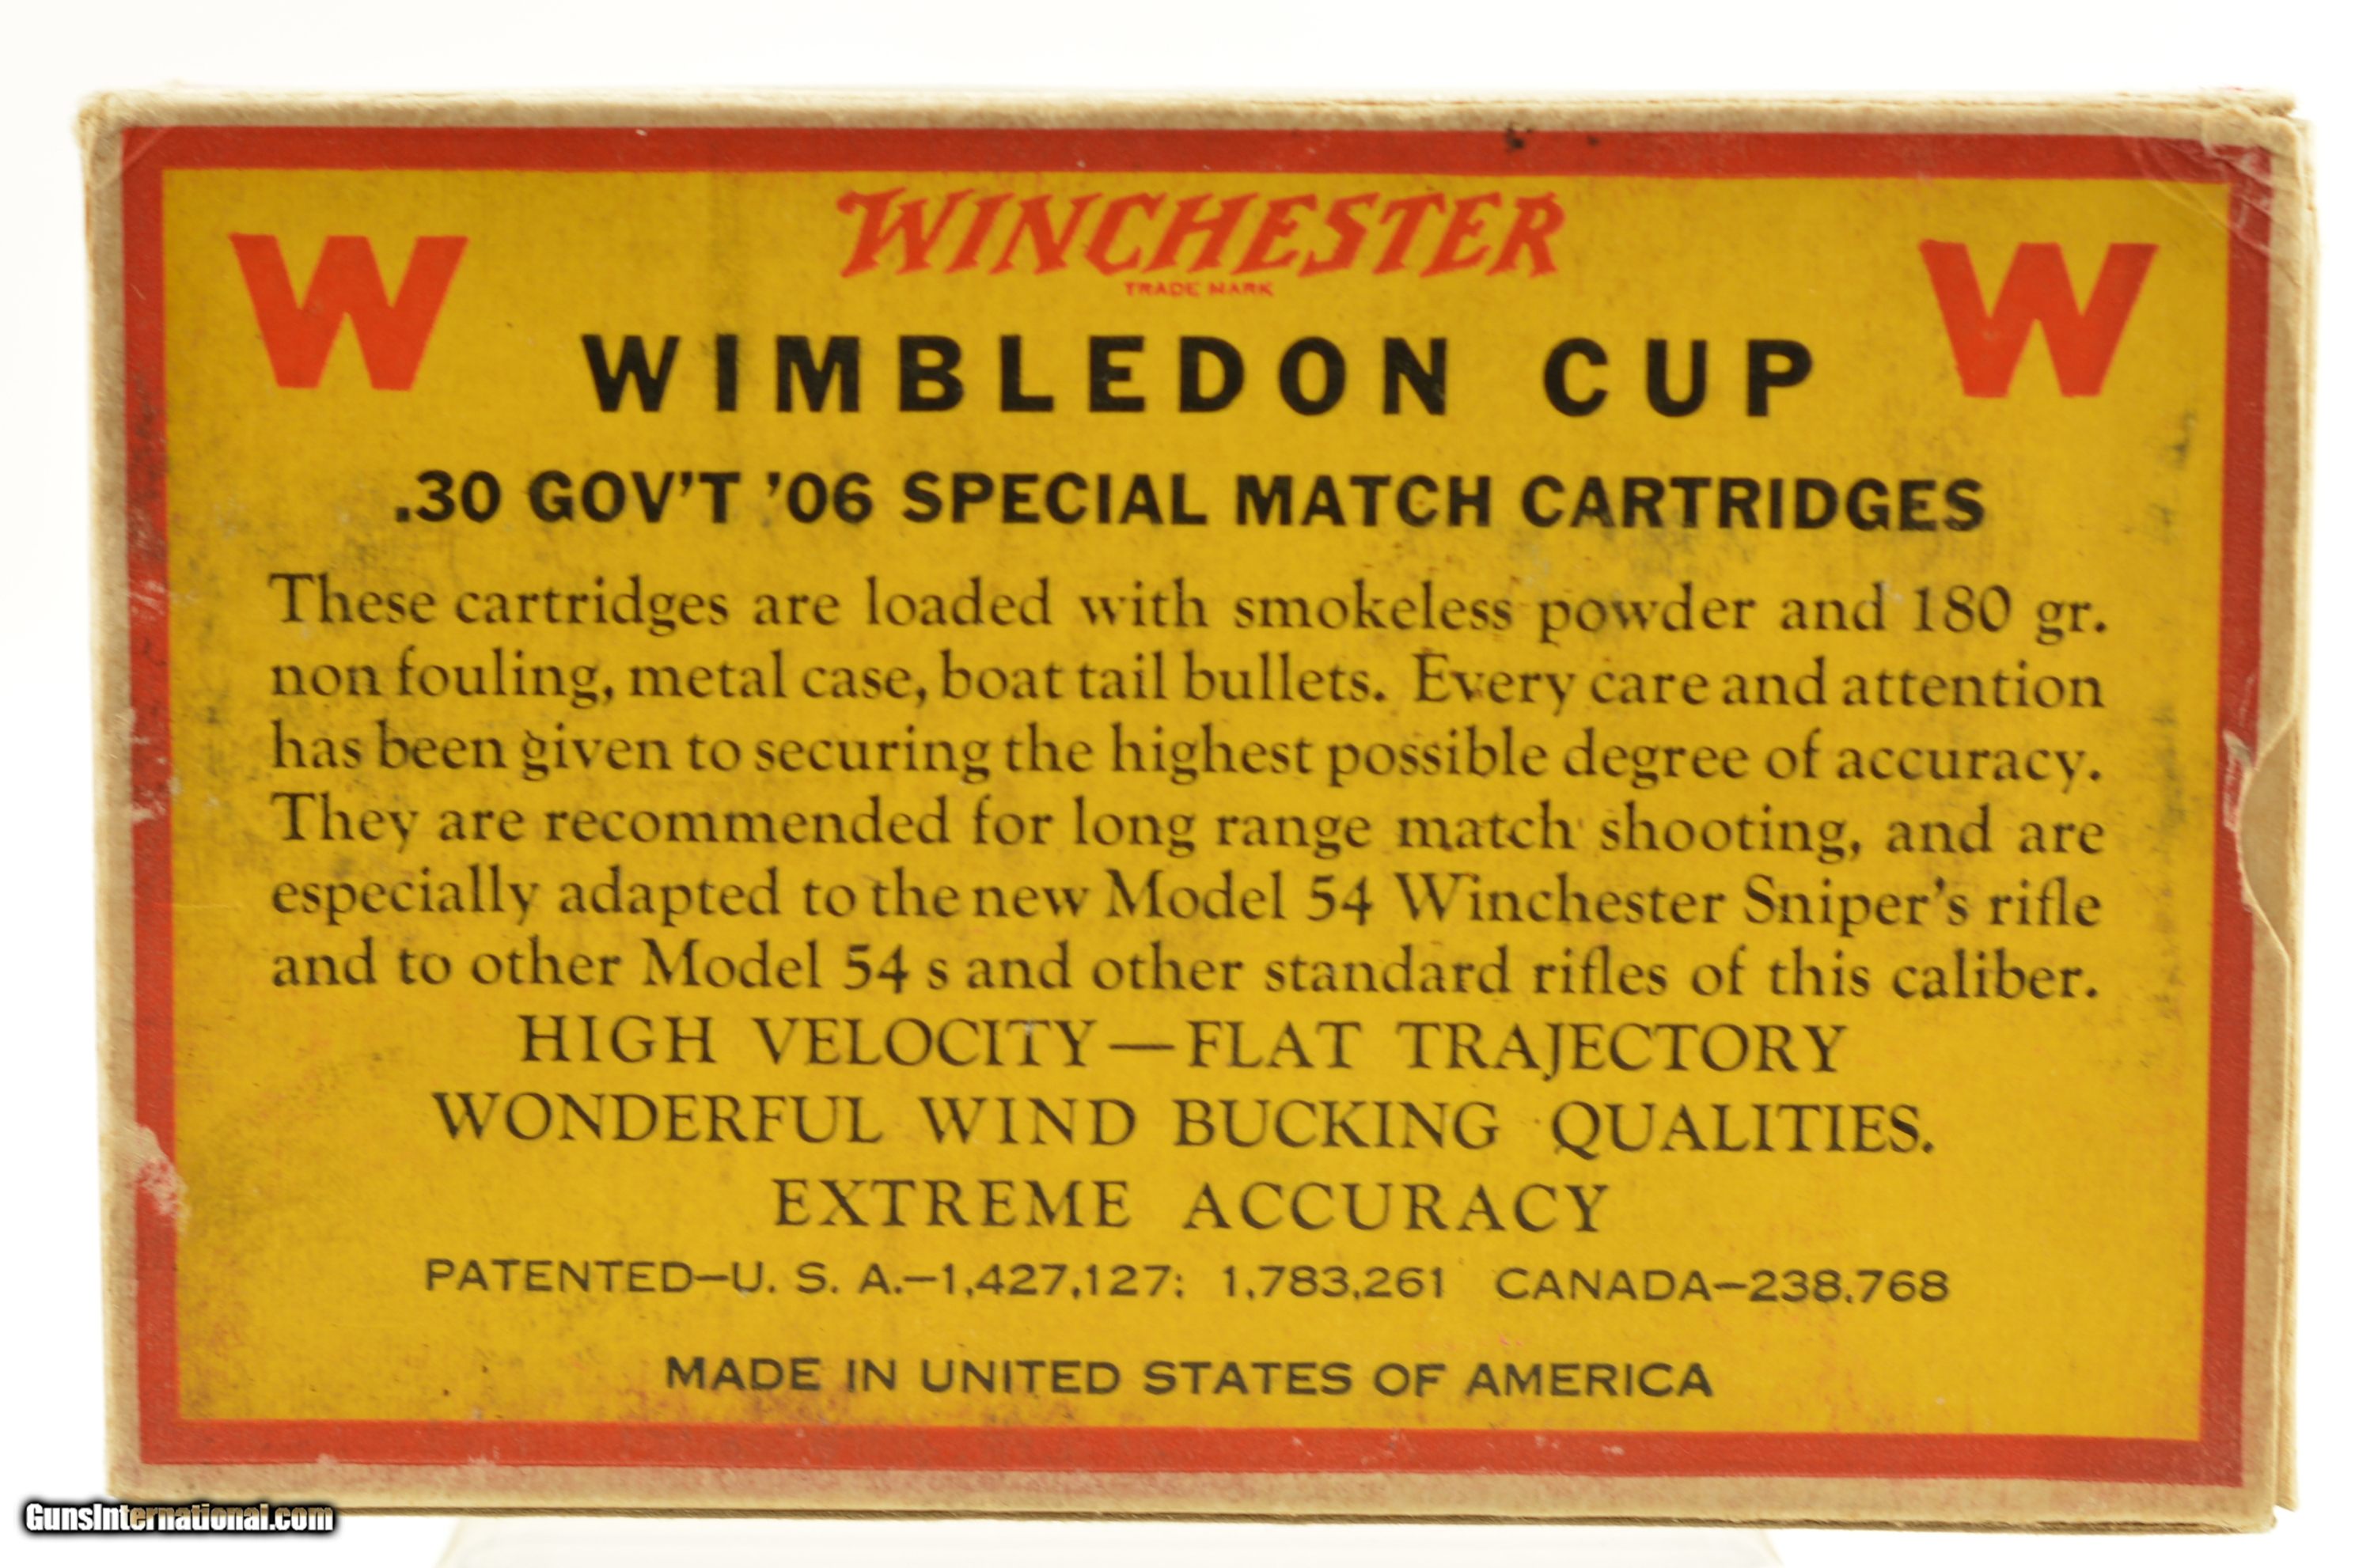 WINCHESTER
TRADE MARK
W W
WIMBLEDON CUP
.30 GOV'T '06 SPECIAL MATCH CARTRIDGES
These cartridges are loaded with smokeless powder and 180 gr.
non fouling, metal case, boat tail bullets. Every care and attention
has been given to securing the highest possible degree of accuracy.
They are recommended for long range match shooting, and are
especially adapted to the new Model 54 Winchester Sniper's rifle
and to other Model 54 s and other standard rifles of this caliber.
HIGH VELOCITY—FLAT TRAJECTORY
WONDERFUL WIND BUCKING QUALITIES.
EXTREME ACCURACY
PATENTED—U. S. A.—1,427,127; 1,783,261 CANADA—238,768
MADE IN UNITED STATES OF AMERICA
GunsInternational.com